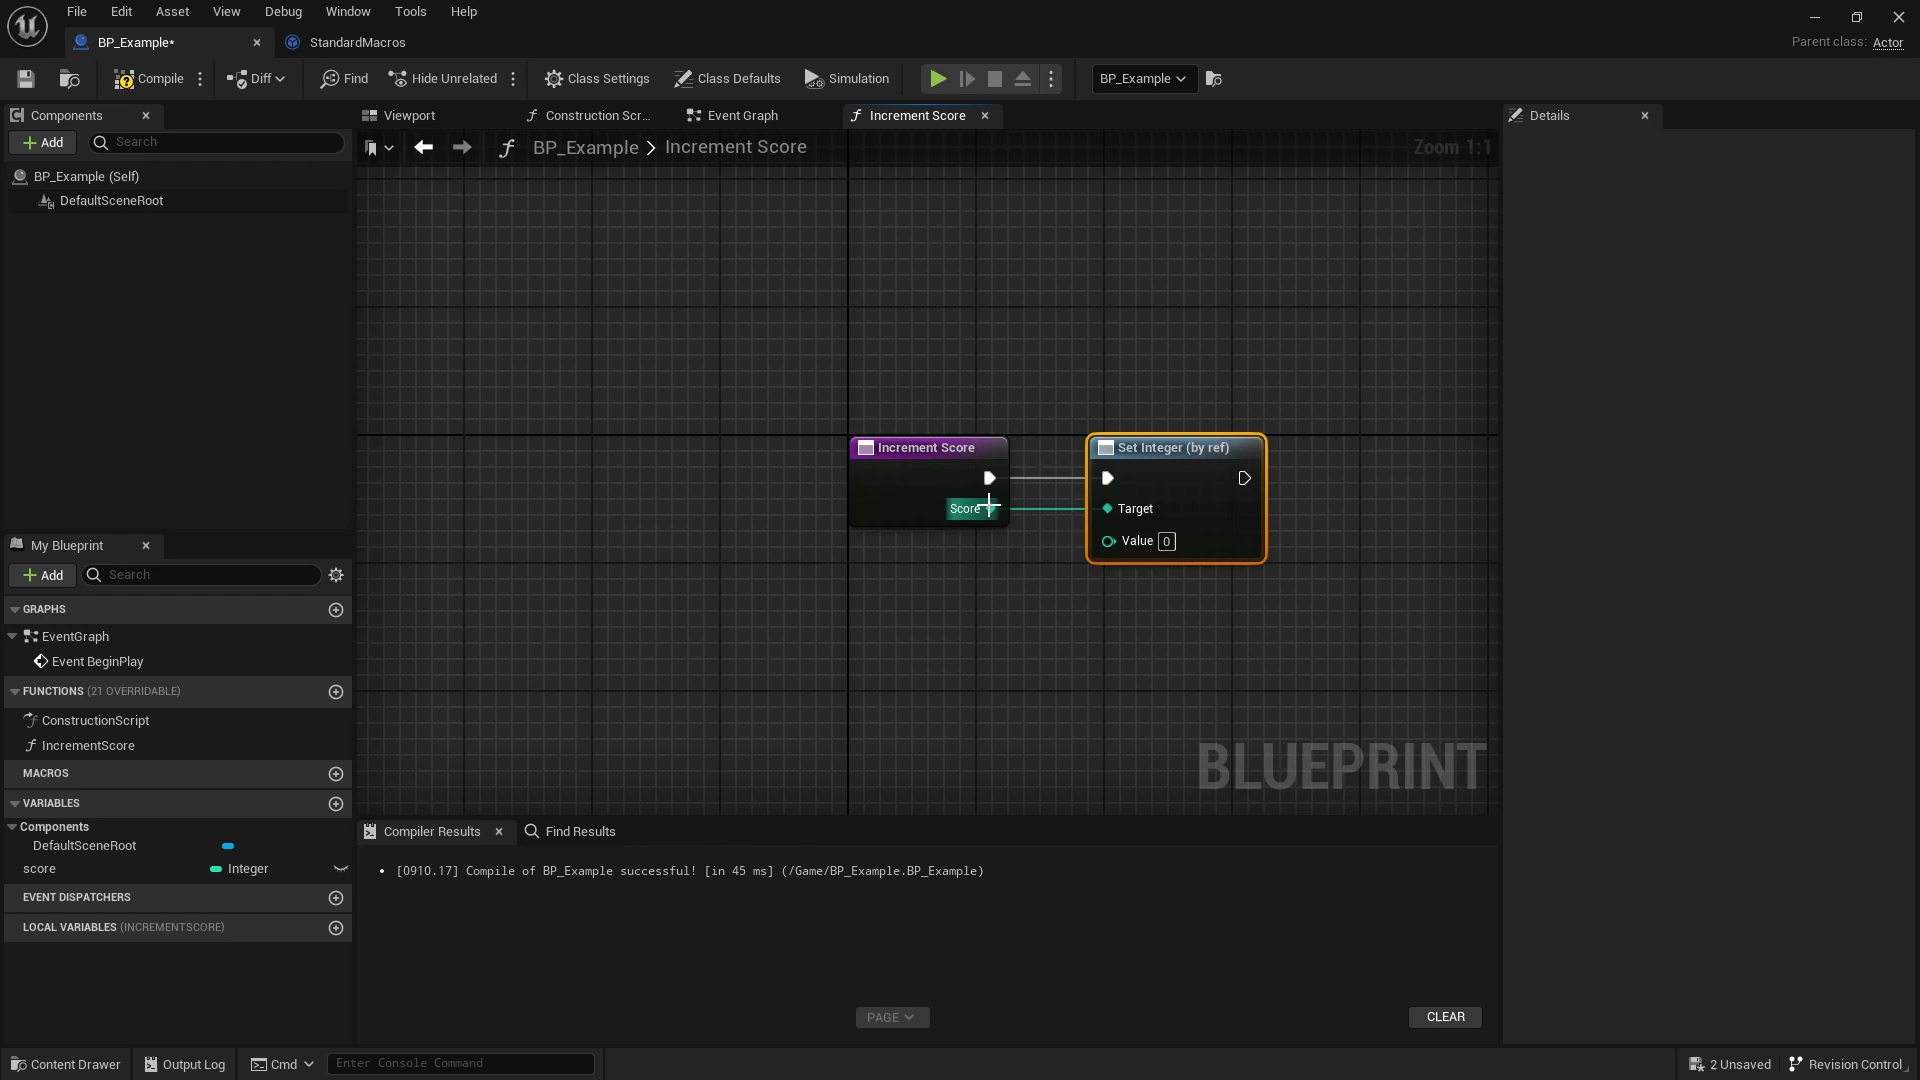 File Edit Asset View Debug Window Tools Help
BP_Example*
StandardMacros
Parent class: Actor
Compile
Diff
Find
Hide Unrelated
Class Settings
Class Defaults
Simulation
BP_Example
Components
Add
Search
BP_Example (Self)
DefaultSceneRoot
Viewport
Construction Scr...
Event Graph
Increment Score
BP_Example > Increment Score
Zoom 1:1
Increment Score
Score
Set Integer (by ref)
Target
Value 0
BLUEPRINT
Details
My Blueprint
Add
Search
GRAPHS
EventGraph
Event BeginPlay
FUNCTIONS (21 OVERRIDABLE)
ConstructionScript
IncrementScore
MACROS
VARIABLES
Components
DefaultSceneRoot
score Integer
EVENT DISPATCHERS
LOCAL VARIABLES (INCREMENTSCORE)
Compiler Results
Find Results
[0910.17] Compile of BP_Example successful! [in 45 ms] (/Game/BP_Example.BP_Example)
PAGE
CLEAR
Content Drawer
Output Log
Cmd
Enter Console Command
2 Unsaved
Revision Control